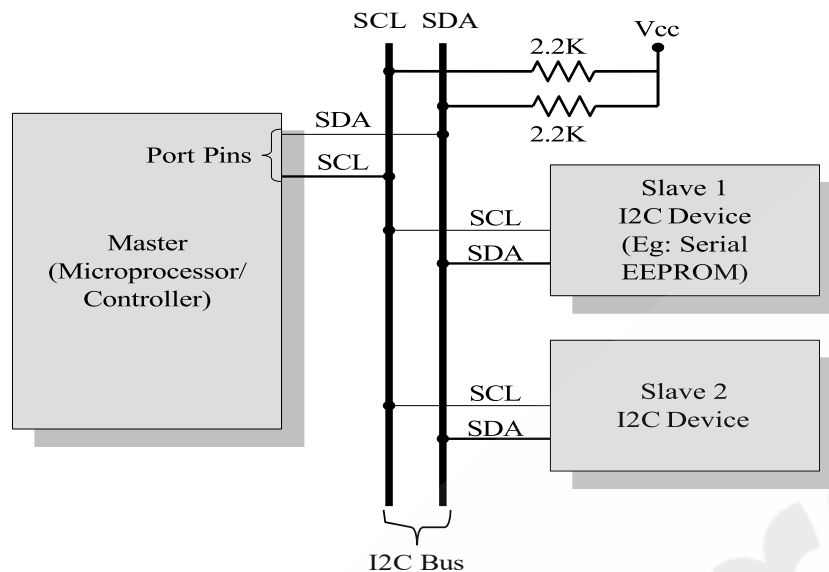 SCL SDA
Vcc
2.2K
2.2K
SDA
Port Pins
SCL
Master
(Microprocessor/
Controller)
SCL
SDA
Slave 1
I2C Device
(Eg: Serial
EEPROM)
SCL
SDA
Slave 2
I2C Device
I2C Bus